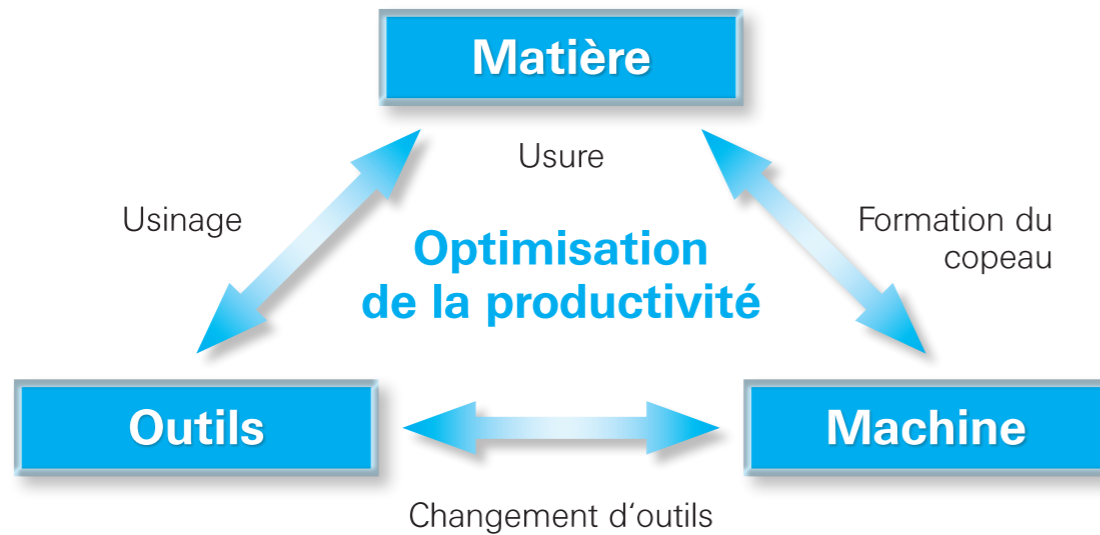 Matière
Usure
Usinage
Formation du
copeau
Optimisation
de la productivité
Outils
Machine
Changement d‘outils